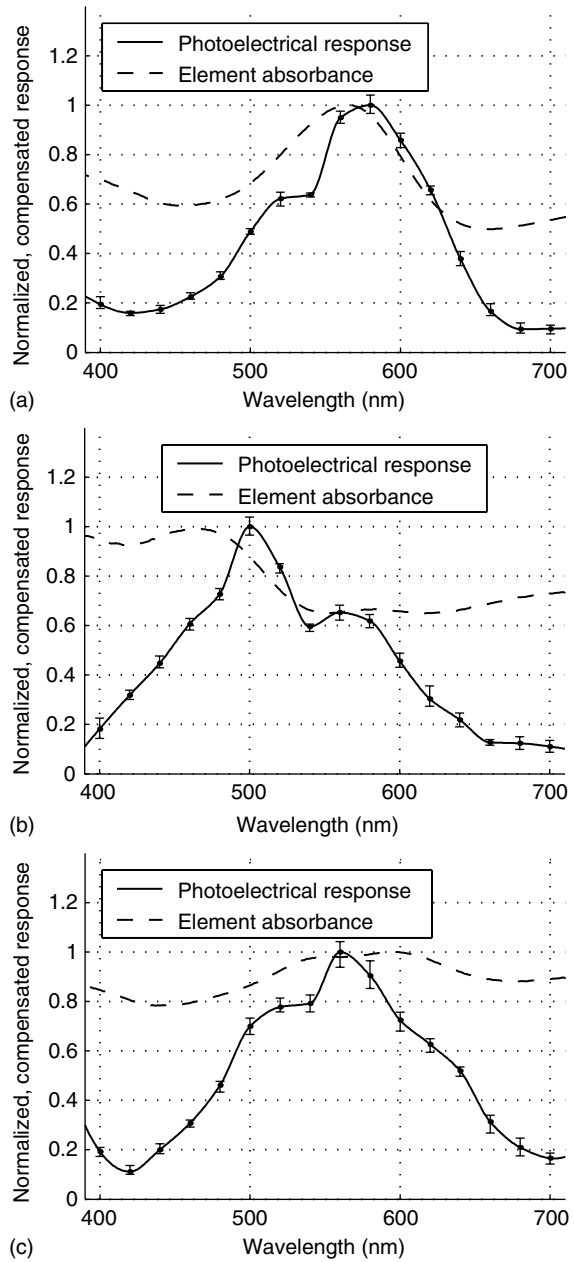 Normalized, compensated response
Photoelectrical response
Element absorbance
1.2
1
0.8
0.6
0.4
0.2
0
400 500 600 700
Wavelength (nm)
(a)
Normalized, compensated response
Photoelectrical response
Element absorbance
1.2
1
0.8
0.6
0.4
0.2
0
400 500 600 700
Wavelength (nm)
(b)
Normalized, compensated response
Photoelectrical response
Element absorbance
1.2
1
0.8
0.6
0.4
0.2
0
400 500 600 700
Wavelength (nm)
(c)